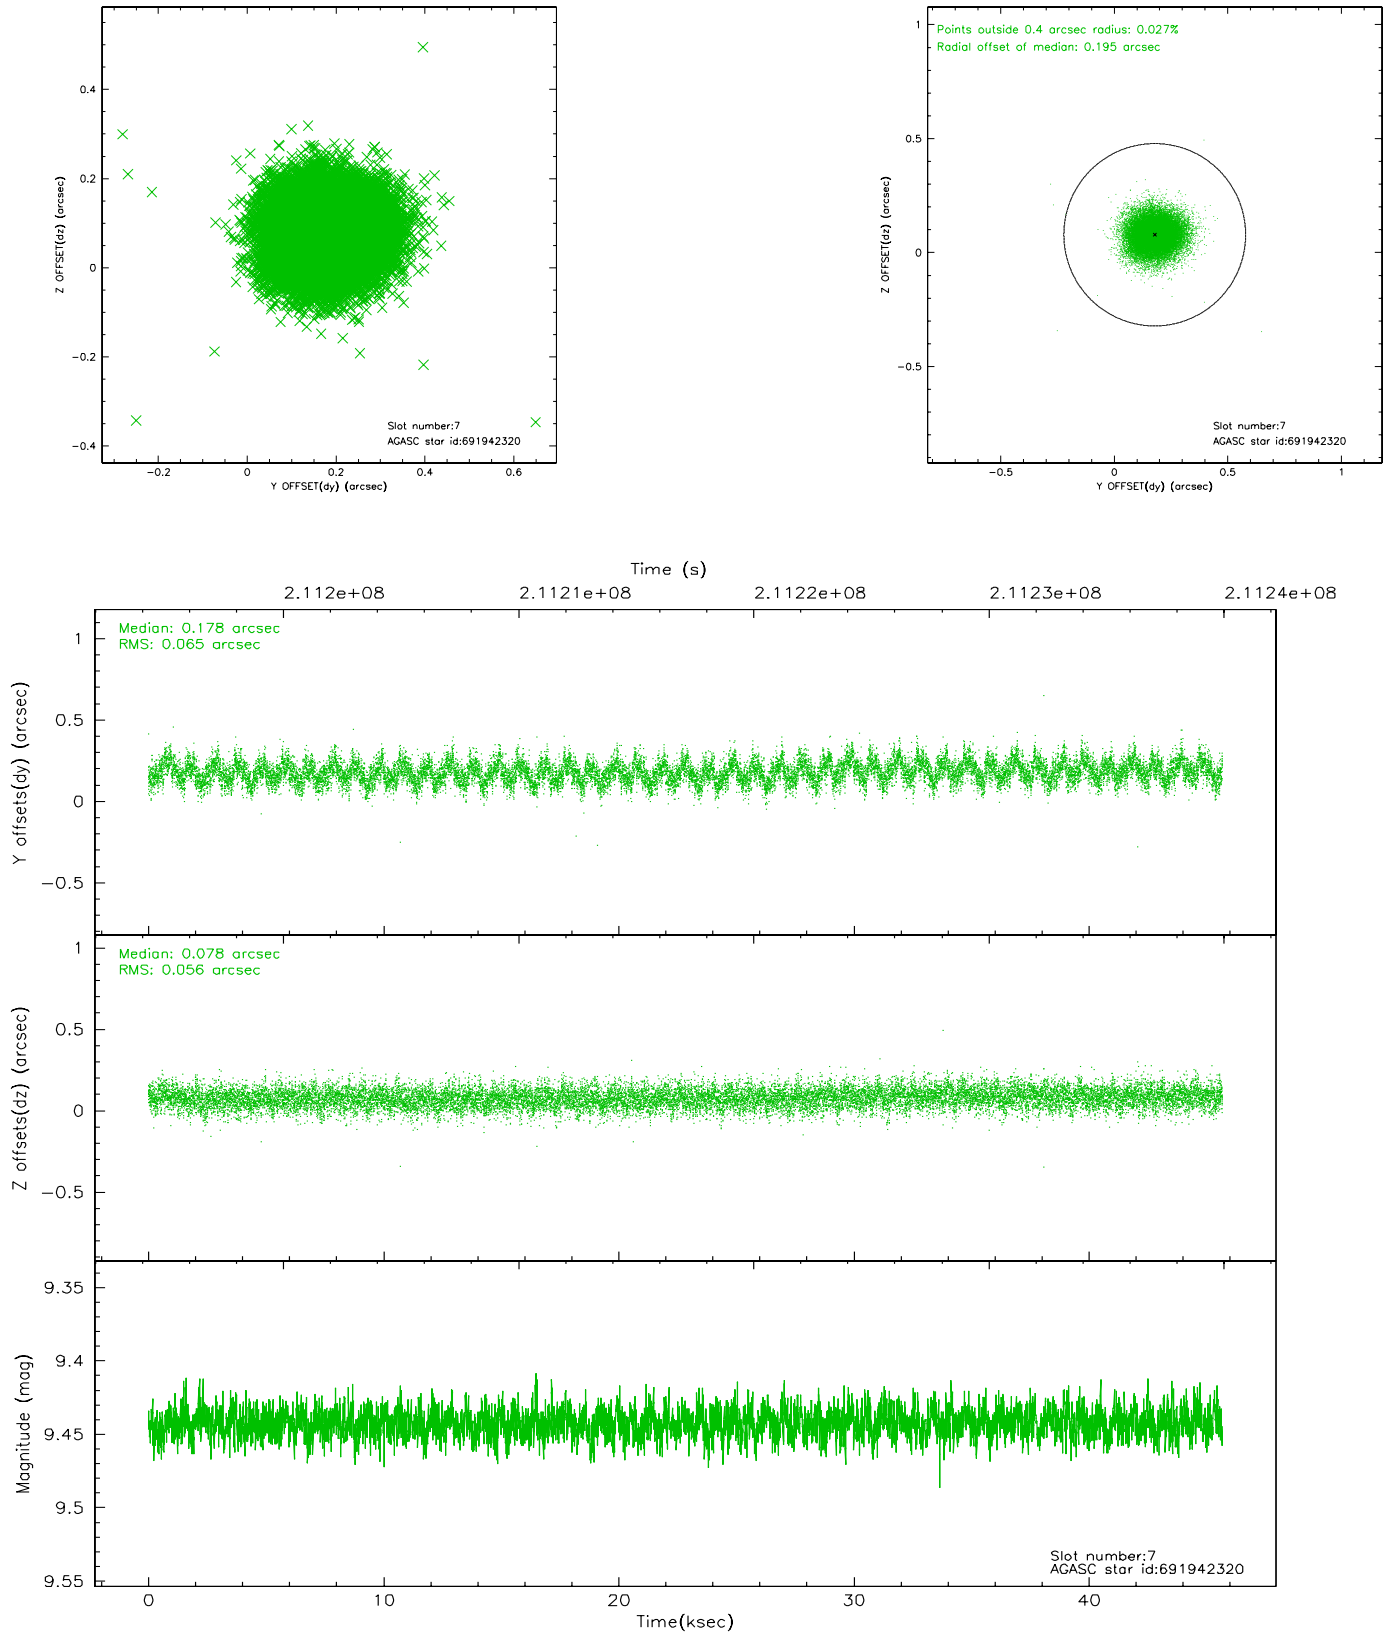 0.4
0.2
0
−0.2
−0.4
Z OFFSET(dz) (arcsec)
Slot number:7
AGASC star id:691942320
−0.2 0 0.2 0.4 0.6
Y OFFSET(dy) (arcsec)
Points outside 0.4 arcsec radius: 0.027%
Radial offset of median: 0.195 arcsec
1
0.5
0
−0.5
Z OFFSET(dz) (arcsec)
Slot number:7
AGASC star id:691942320
−0.5 0 0.5 1
Y OFFSET(dy) (arcsec)
Time (s)
2.112e+08 2.1121e+08 2.1122e+08 2.1123e+08 2.1124e+08
Median: 0.178 arcsec
RMS: 0.065 arcsec
1
0.5
0
−0.5
Y offsets(dy) (arcsec)
Median: 0.078 arcsec
RMS: 0.056 arcsec
1
0.5
0
−0.5
Z offsets(dz) (arcsec)
9.35
9.4
9.45
9.5
9.55
Magnitude (mag)
Slot number:7
AGASC star id:691942320
0 10 20 30 40
Time(ksec)